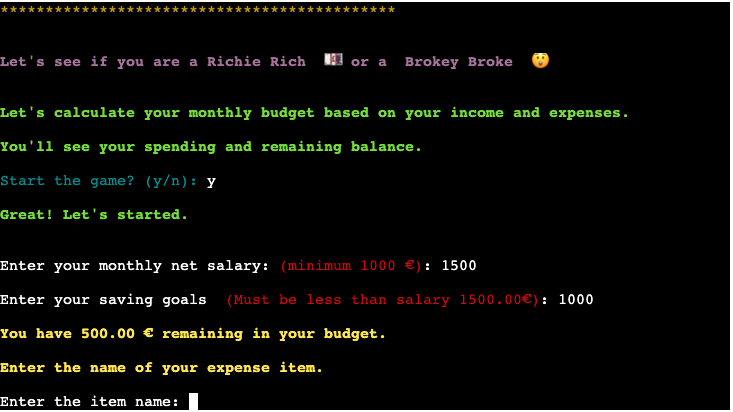 ********************************************
Let's see if you are a Richie Rich 💶 or a  Brokey Broke 😲
Let's calculate your monthly budget based on your income and expenses.
You'll see your spending and remaining balance.
Start the game? (y/n): y
Great! Let's started.
Enter your monthly net salary: (minimum 1000 €): 1500
Enter your saving goals  (Must be less than salary 1500.00€): 1000
You have 500.00 € remaining in your budget.
Enter the name of your expense item.
Enter the item name: